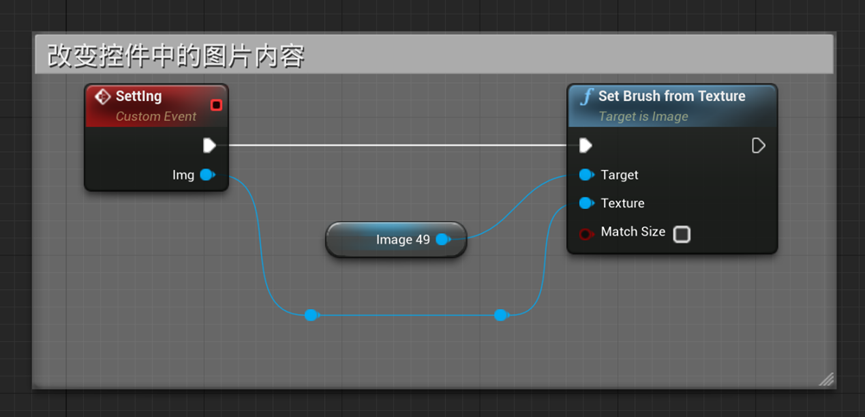 改变控件中的图片内容
SetIng
Custom Event
Img
Image 49
Set Brush from Texture
Target is Image
Target
Texture
Match Size